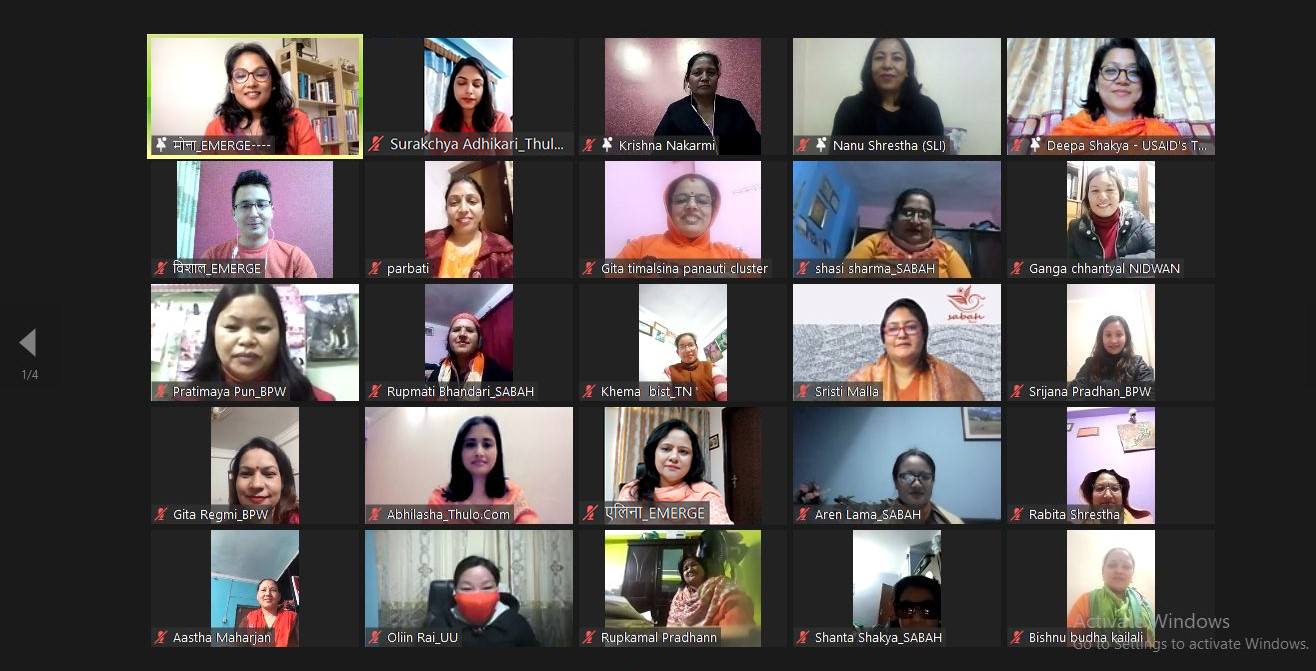 मोना_EMERGE----
Surakchya Adhikari_Thul...
Krishna Nakarmi
Nanu Shrestha (SLI)
Deepa Shakya - USAID's T...
विशाल_EMERGE
parbati
Gita timalsina panauti cluster
shasi sharma_SABAH
Ganga chhantyal NIDWAN
1/4
Pratimaya Pun_BPW
Rupmati Bhandari_SABAH
Khema bist_TN
sabah
Sristi Malla
Srijana Pradhan_BPW
Gita Regmi_BPW
Abhilasha_Thulo.Com
एलिना_EMERGE
Aren Lama_SABAH
Rabita Shrestha
Aastha Maharjan
Oliin Rai_UU
Rupkamal Pradhann
Shanta Shakya_SABAH
Bishnu budha kailali
Activate Windows
Go to Settings to activate Windows.